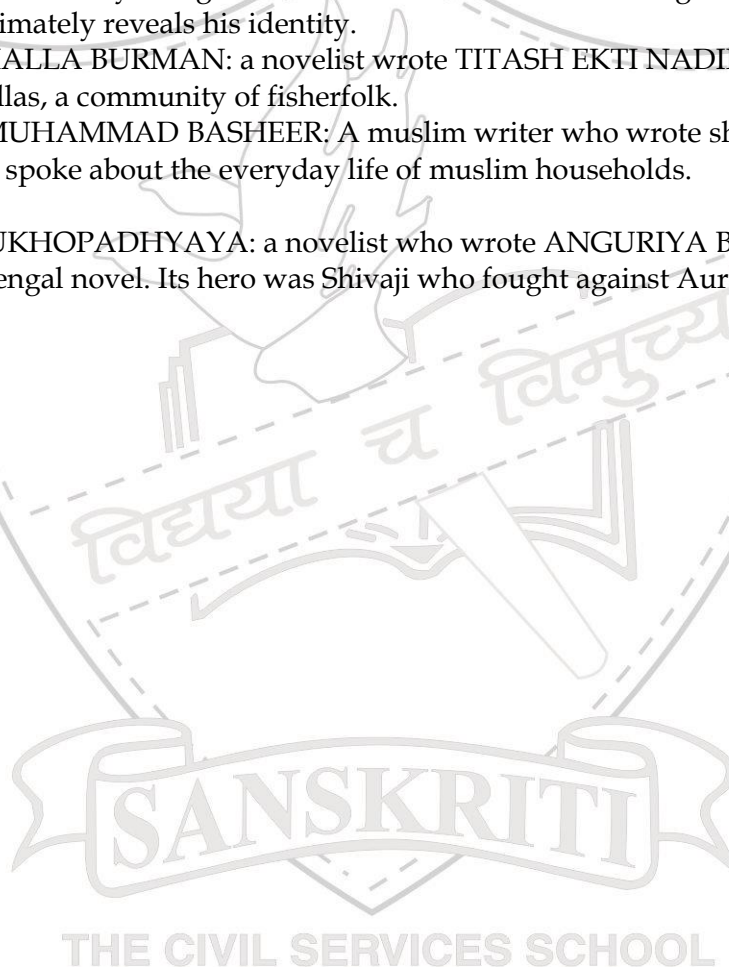 imately reveals his identity.
ALLA BURMAN: a novelist wrote TITASH EKTI NADI
llas, a community of fisherfolk.
MUHAMMAD BASHEER: A muslim writer who wrote sh
spoke about the everyday life of muslim households.
UKHOPADHYAYA: a novelist who wrote ANGURIYA B
engal novel. Its hero was Shivaji who fought against Aur
विद्यया च विमुच्य
SANSKRITI
THE CIVIL SERVICES SCHOOL